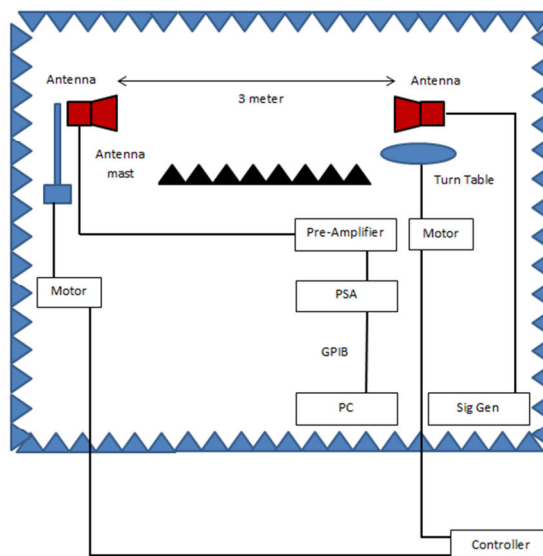 Antenna
Antenna
3 meter
Antenna
mast
Turn Table
Pre-Amplifier
Motor
Motor
PSA
GPIB
PC
Sig Gen
Controller